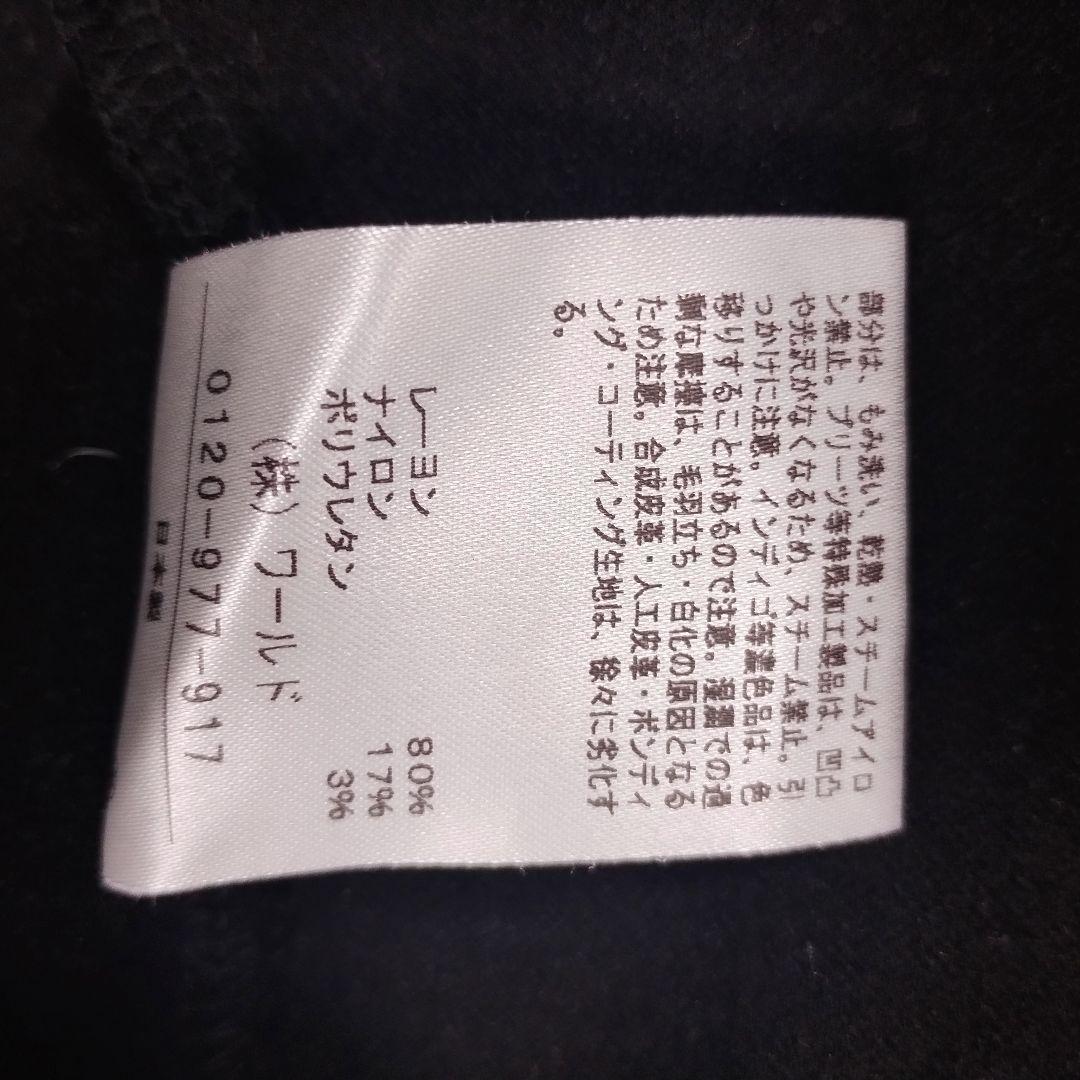 部分は、もみ洗い、乾燥・スチームアイロ
ン禁止。プリーツ等特殊加工製品は、凹凸
や光沢がなくなるため、スチーム禁止。引
っかけに注意。インディゴ等濃色品は、色
移りすることがあるので注意。湿潤での過
剰な摩擦は、毛羽立ち・白化の原因となる
ため注意。合成皮革・人工皮革・ボンディ
ング・コーティング生地は、徐々に劣化す
る。
レーヨン 80%
ナイロン 17%
ポリウレタン 3%
(株)ワールド
0120-977-917
日本製